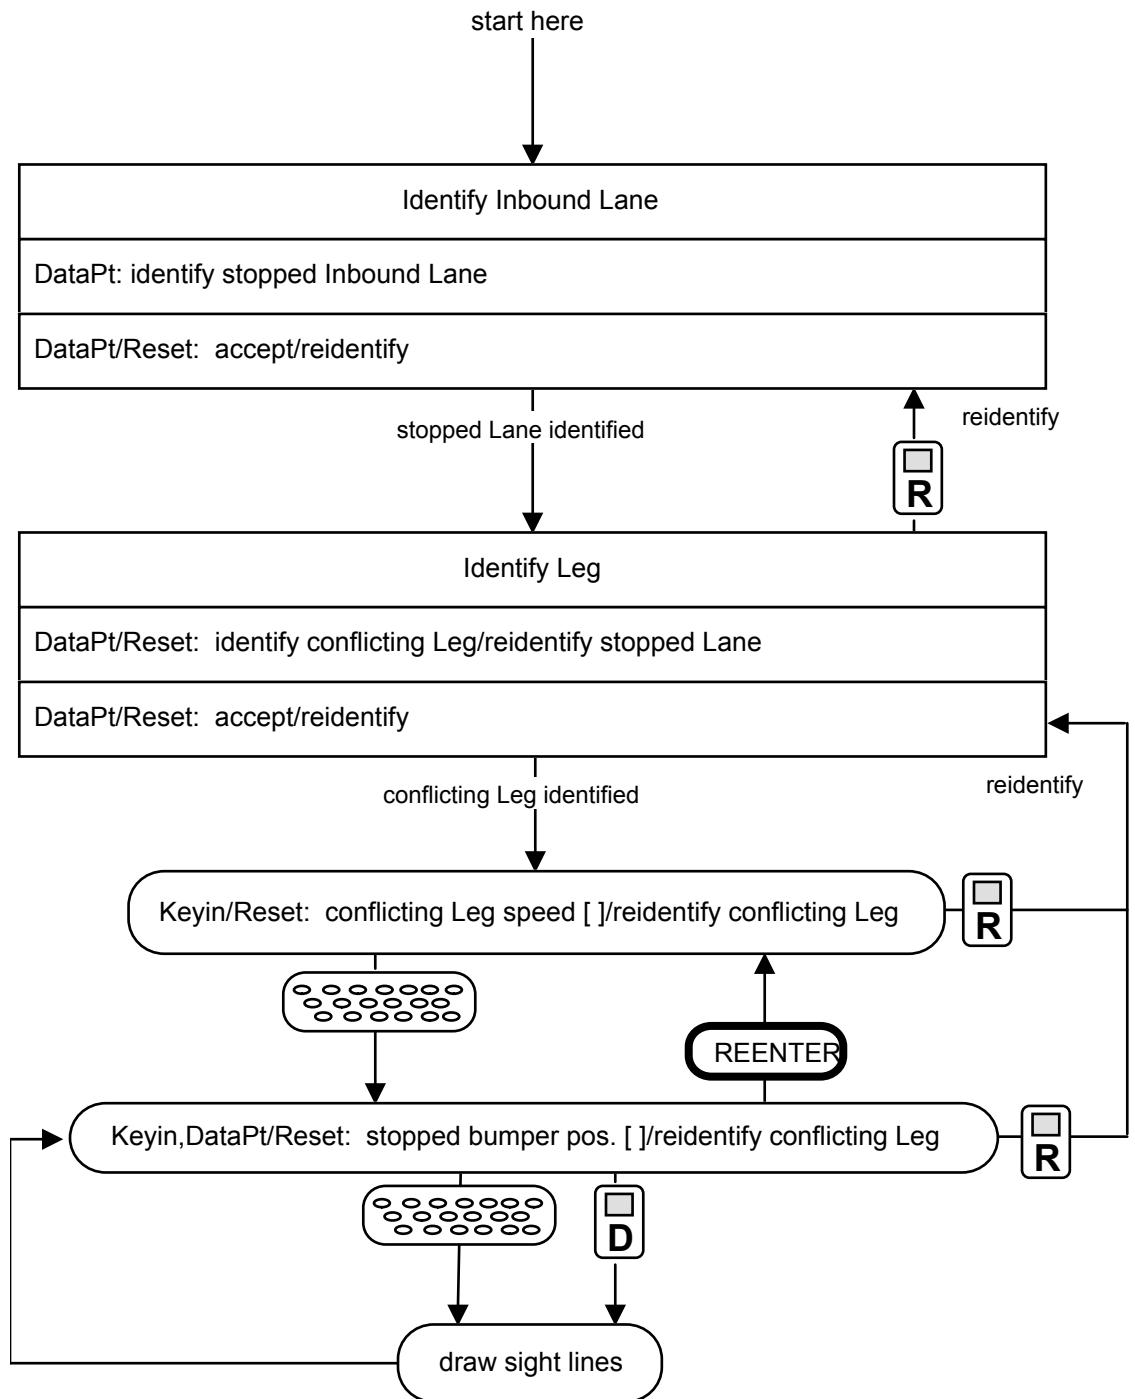 start here
Identify Inbound Lane
DataPt: identify stopped Inbound Lane
DataPt/Reset:  accept/reidentify
stopped Lane identified
reidentify
R
Identify Leg
DataPt/Reset:  identify conflicting Leg/reidentify stopped Lane
DataPt/Reset:  accept/reidentify
conflicting Leg identified
reidentify
Keyin/Reset:  conflicting Leg speed [ ]/reidentify conflicting Leg
R
REENTER
Keyin,DataPt/Reset:  stopped bumper pos. [ ]/reidentify conflicting Leg
R
D
draw sight lines